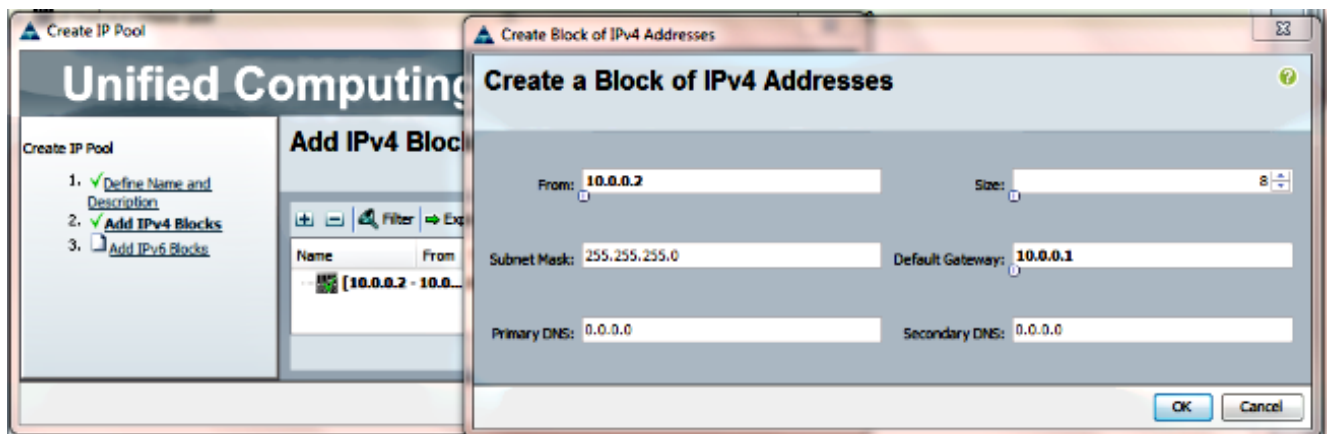 Create IP Pool
Unified Computing
Create IP Pool
1. Define Name and
Description
2. Add IPv4 Blocks
3. Add IPv6 Blocks
Add IPv4 Bloc
Filter
Exp
Name From
[10.0.0.2 - 10.0...
Create Block of IPv4 Addresses
Create a Block of IPv4 Addresses
From: 10.0.0.2
Size: 8
Subnet Mask: 255.255.255.0
Default Gateway: 10.0.0.1
Primary DNS: 0.0.0.0
Secondary DNS: 0.0.0.0
OK Cancel